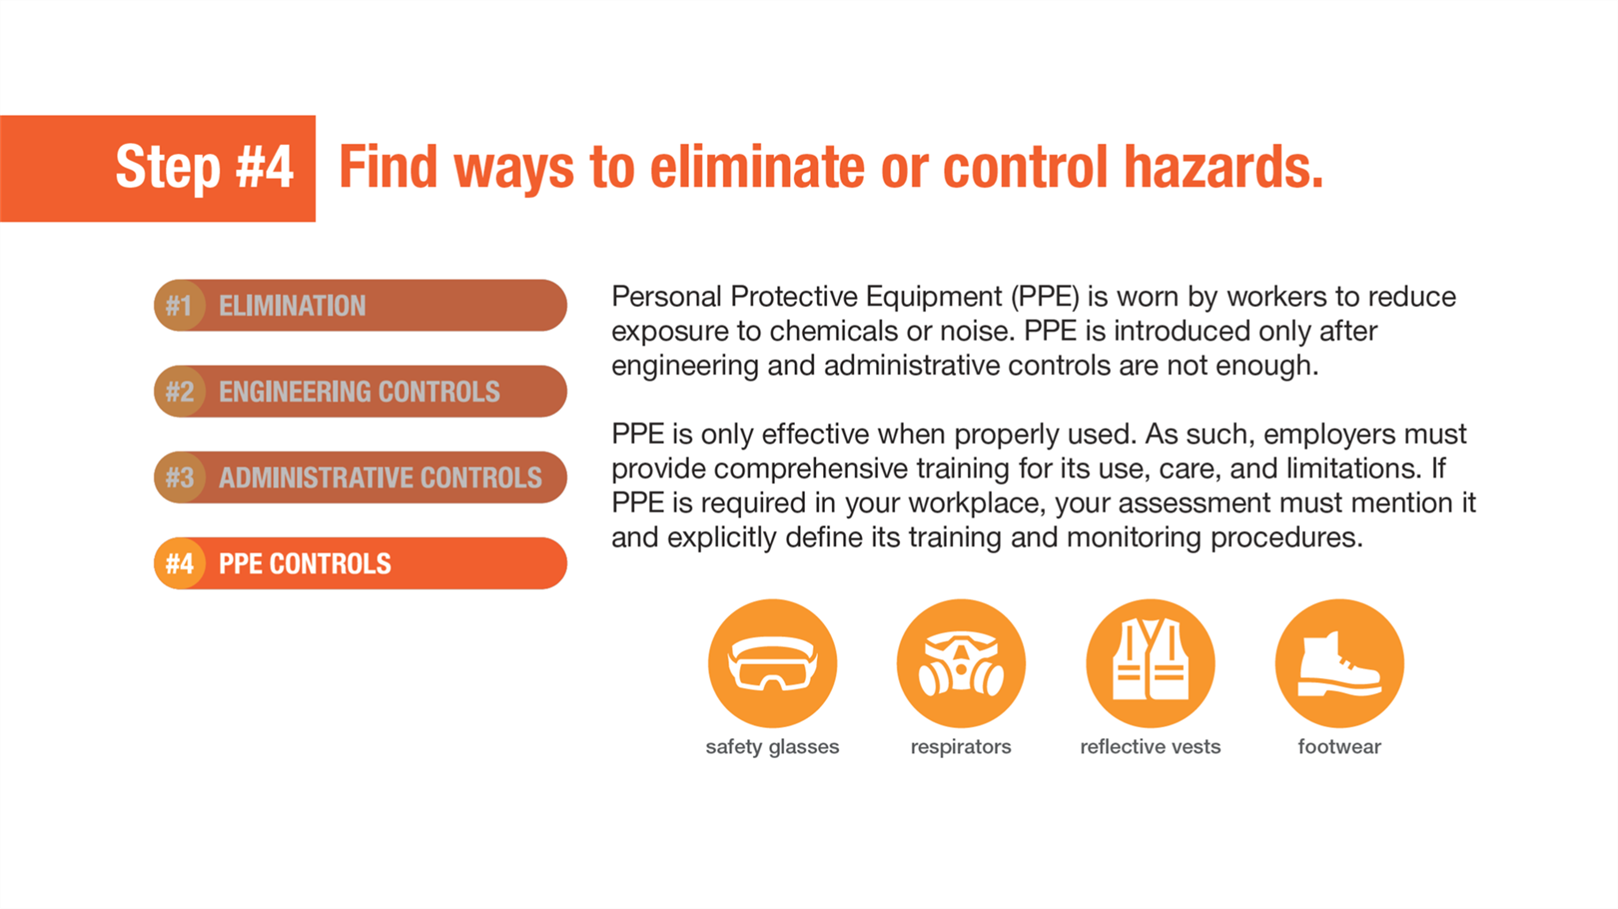 Step #4 Find ways to eliminate or control hazards.
#1 ELIMINATION
#2 ENGINEERING CONTROLS
#3 ADMINISTRATIVE CONTROLS
#4 PPE CONTROLS
Personal Protective Equipment (PPE) is worn by workers to reduce
exposure to chemicals or noise. PPE is introduced only after
engineering and administrative controls are not enough.
PPE is only effective when properly used. As such, employers must
provide comprehensive training for its use, care, and limitations. If
PPE is required in your workplace, your assessment must mention it
and explicitly define its training and monitoring procedures.
safety glasses
respirators
reflective vests
footwear